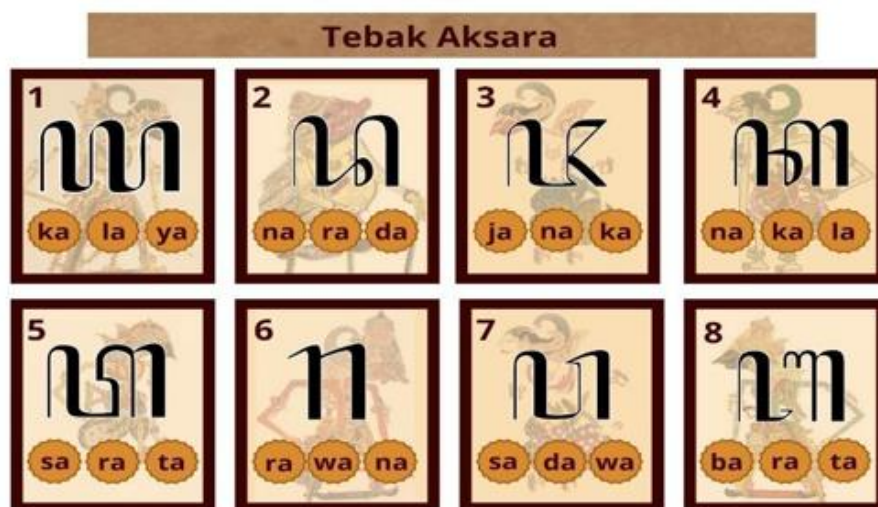 Tebak Aksara
1
ꦪ
ka la ya
2
ꦤ
na ra da
3
ꦗ
ja na ka
4
ꦏ
na ka la
5
ꦠ
sa ra ta
6
ꦫ
ra wa na
7
ꦮ
sa da wa
8
ꦧ
ba ra ta